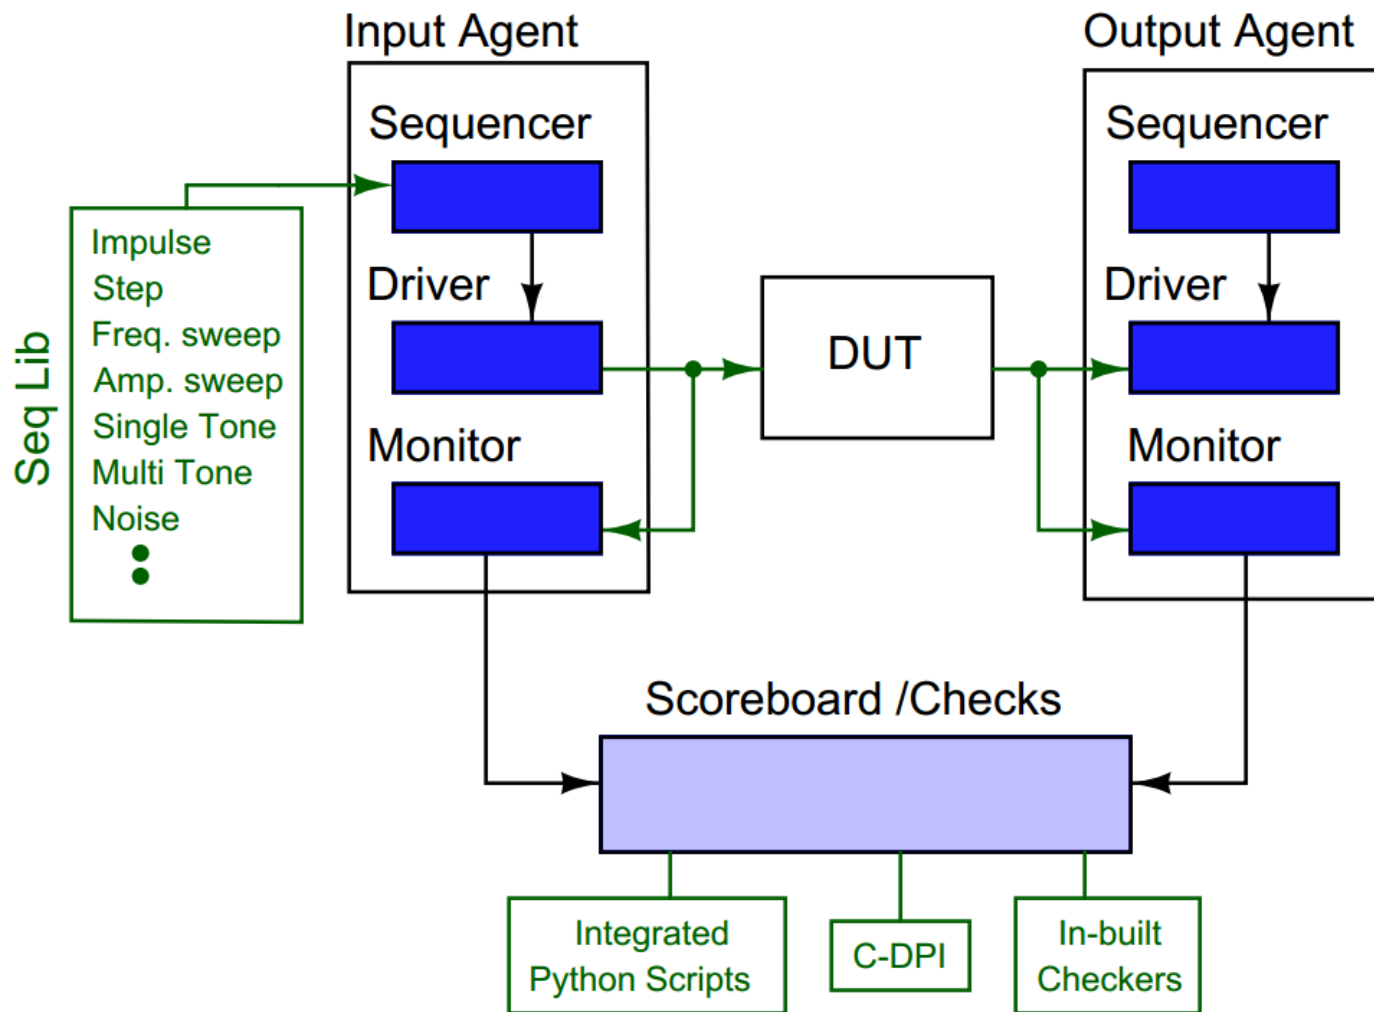 Input Agent
Output Agent
Sequencer
Sequencer
Impulse
Step
Freq. sweep
Amp. sweep
Single Tone
Multi Tone
Noise
Seq Lib
Driver
Driver
DUT
Monitor
Monitor
Scoreboard /Checks
Integrated
Python Scripts
C-DPI
In-built
Checkers